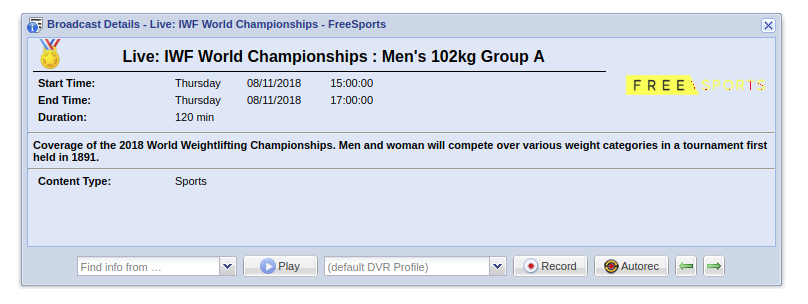 Broadcast Details - Live: IWF World Championships - FreeSports
Live: IWF World Championships : Men's 102kg Group A
Start Time: Thursday 08/11/2018 15:00:00
FREE SPORTS
End Time: Thursday 08/11/2018 17:00:00
Duration: 120 min
Coverage of the 2018 World Weightlifting Championships. Men and woman will compete over various weight categories in a tournament first
held in 1891.
Content Type: Sports
Find info from ... Play (default DVR Profile) Record Autorec